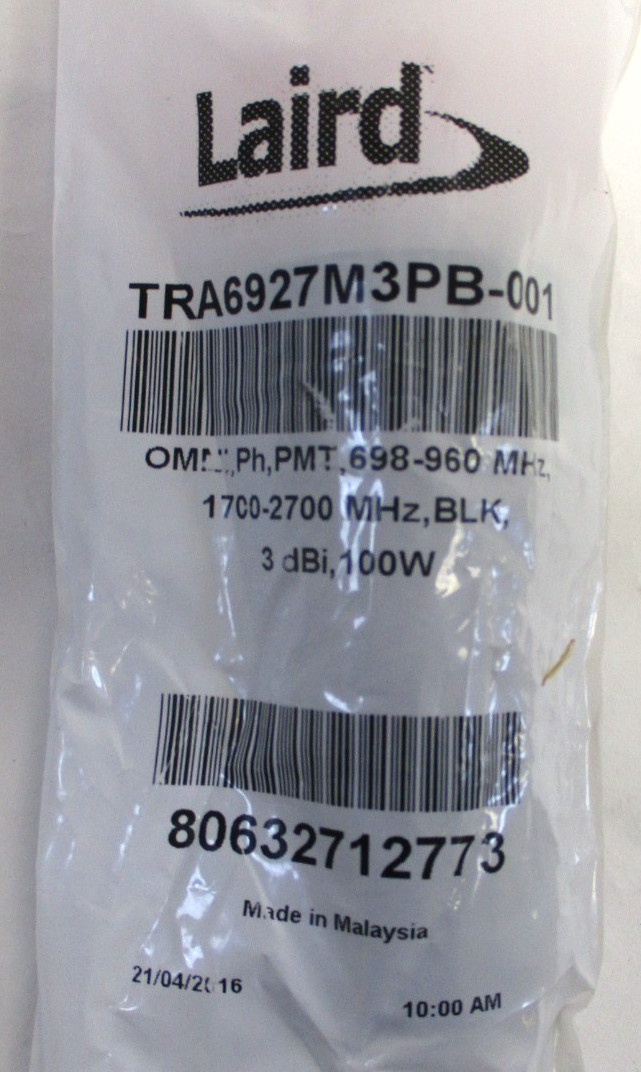 Laird
TRA6927M3PB-001
Ph,PMT,698-960 MHz,
1700-2700 MHz,BLK,
3 dBi,100W
80632712773
Made in Malaysia
21/04/2016
10:00 AM